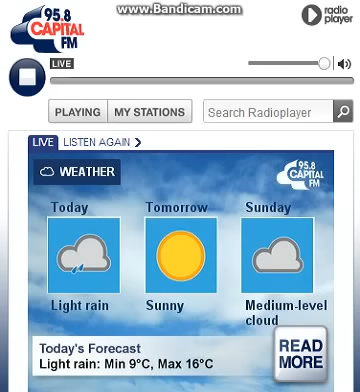 www.Bandicam.com
95.8
CAPITAL
FM
radio
player
LIVE
PLAYING
MY STATIONS
Search Radioplayer
LIVE
LISTEN AGAIN
WEATHER
95.8
CAPITAL
FM
Today
Tomorrow
Sunday
Light rain
Sunny
Medium-level
cloud
Today's Forecast
Light rain: Min 9°C, Max 16°C
READ
MORE